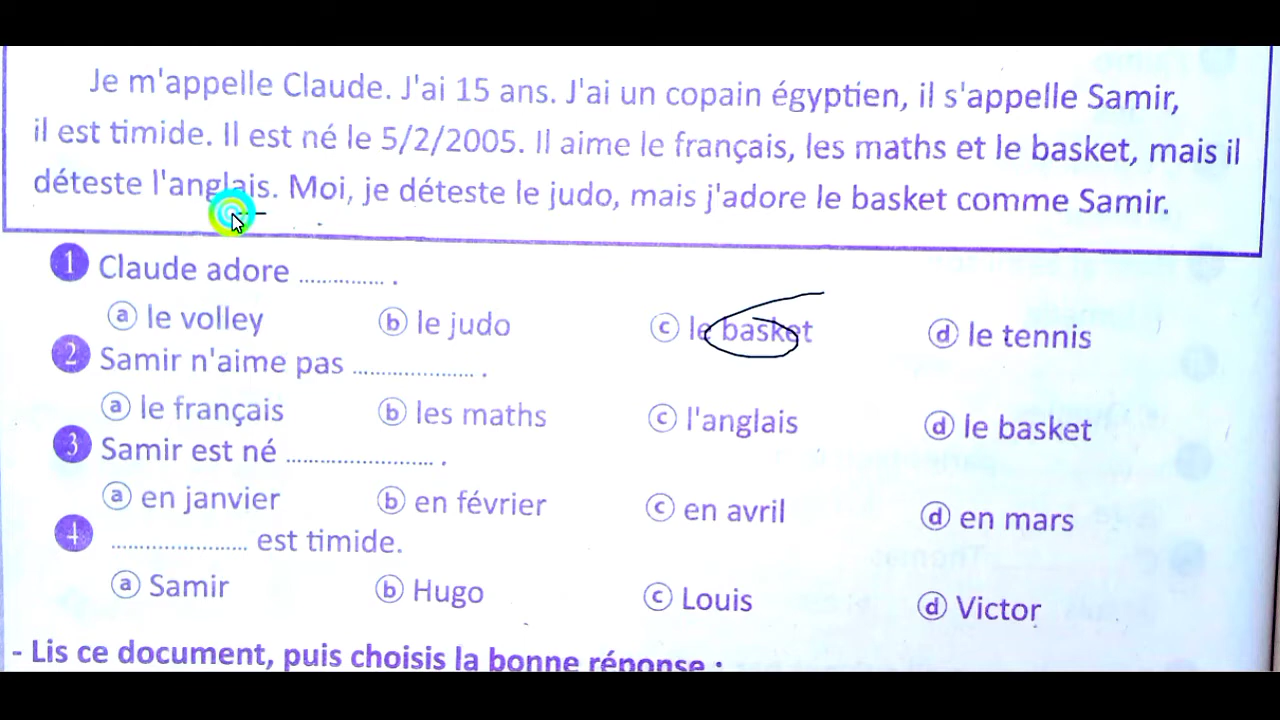 Je m'appelle Claude. J'ai 15 ans. J'ai un copain égyptien, il s'appelle Samir,
il est timide. Il est né le 5/2/2005. Il aime le français, les maths et le basket, mais il
déteste l'anglais. Moi, je déteste le judo, mais j'adore le basket comme Samir.
1 Claude adore ............... .
a le volley b le judo c le basket d le tennis
2 Samir n'aime pas ..................... .
a le français b les maths c l'anglais d le basket
3 Samir est né ......................... .
a en janvier b en février c en avril d en mars
4 ....................... est timide.
a Samir b Hugo c Louis d Victor
- Lis ce document, puis choisis la bonne réponse :